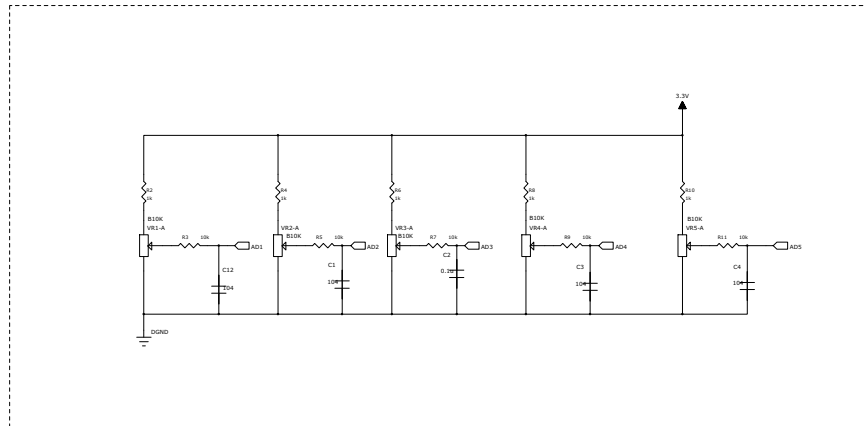 3.3V
R2
1k
R4
1k
R6
1k
R8
1k
R10
1k
B10K
VR1-A
VR2-A
B10K
VR3-A
B10K
B10K
VR4-A
B10K
VR5-A
R3 10k
AD1
R5 10k
AD2
R7 10k
AD3
R9 10k
AD4
R11 10k
AD5
C12
104
C1
104
C2
0.1u
C3
104
C4
104
DGND